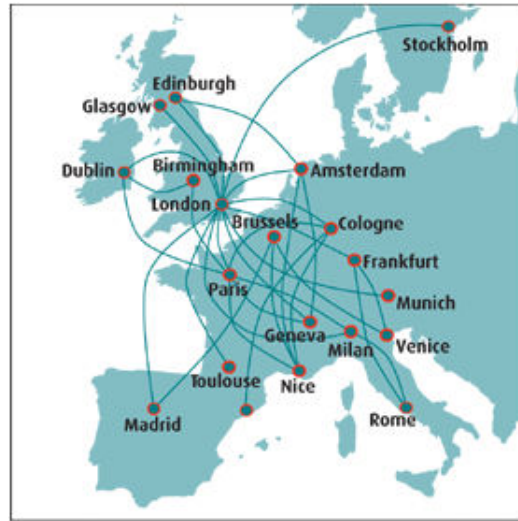 Stockholm
Edinburgh
Glasgow
Dublin
Birmingham
Amsterdam
London
Brussels
Cologne
Frankfurt
Paris
Munich
Geneva
Milan
Venice
Toulouse
Nice
Madrid
Rome